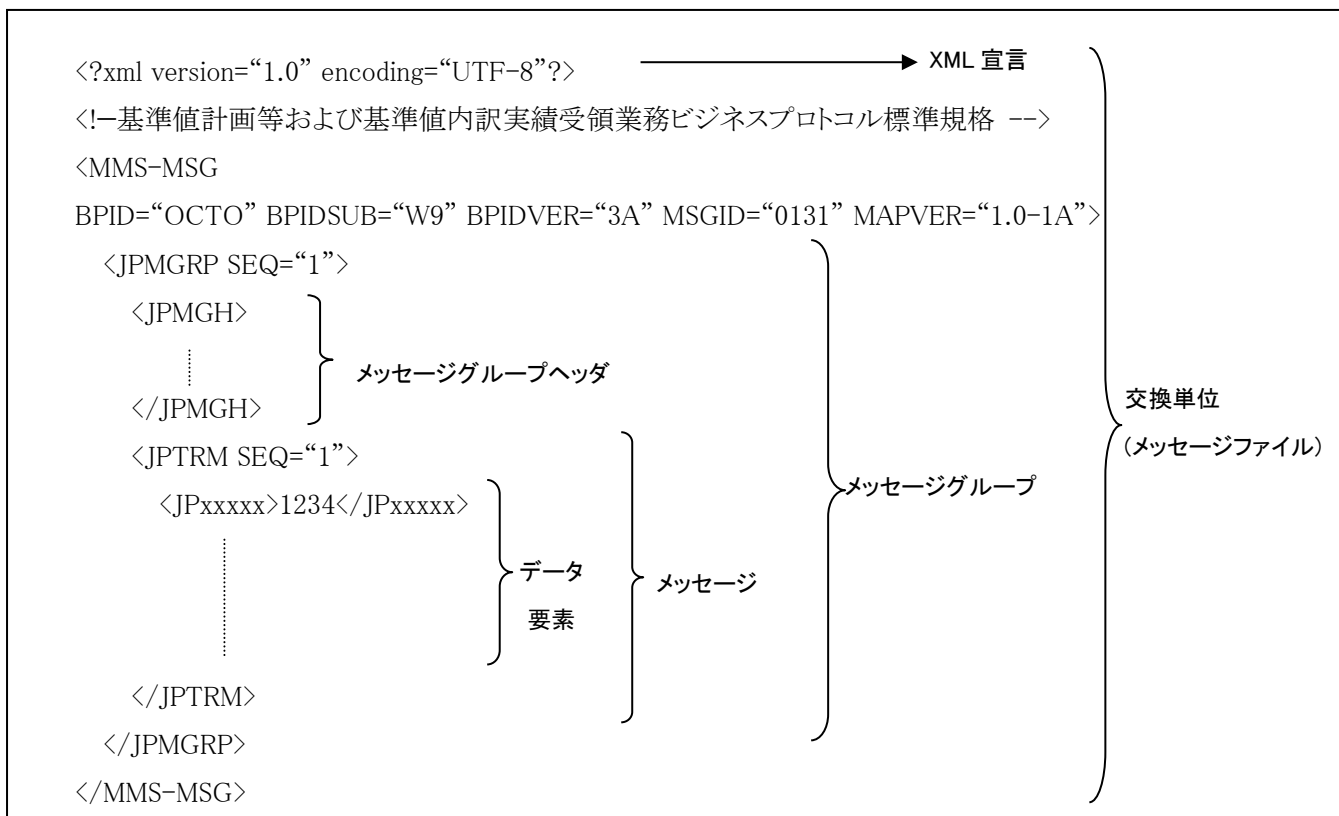 <?xml version=“1.0” encoding=“UTF-8”?> XML 宣言
<!—基準値計画等および基準値内訳実績受領業務ビジネスプロトコル標準規格 -->
<MMS-MSG
BPID=“OCTO” BPIDSUB=“W9” BPIDVER=“3A” MSGID=“0131” MAPVER=“1.0-1A”>
<JPMGRP SEQ=“1”>
<JPMGH>
メッセージグループヘッダ
</JPMGH>
交換単位
(メッセージファイル)
<JPTRM SEQ=“1”>
メッセージグループ
<JPxxxxx>1234</JPxxxxx>
データ
要素
メッセージ
</JPTRM>
</JPMGRP>
</MMS-MSG>